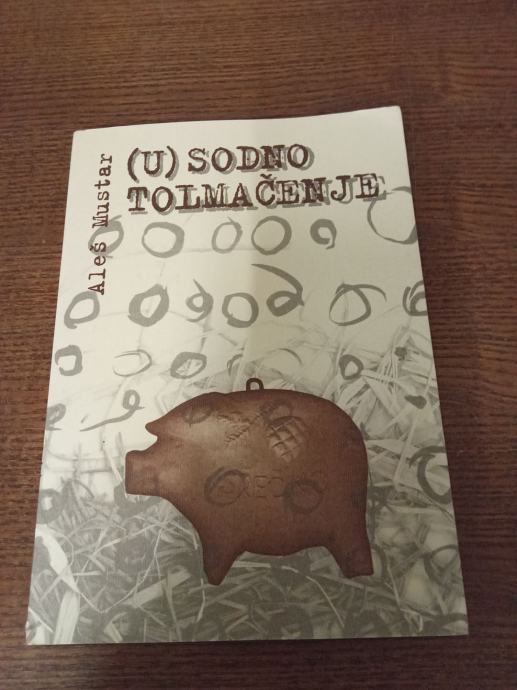 Aleš Mustar
(U) SODNO
TOLMAČENJE